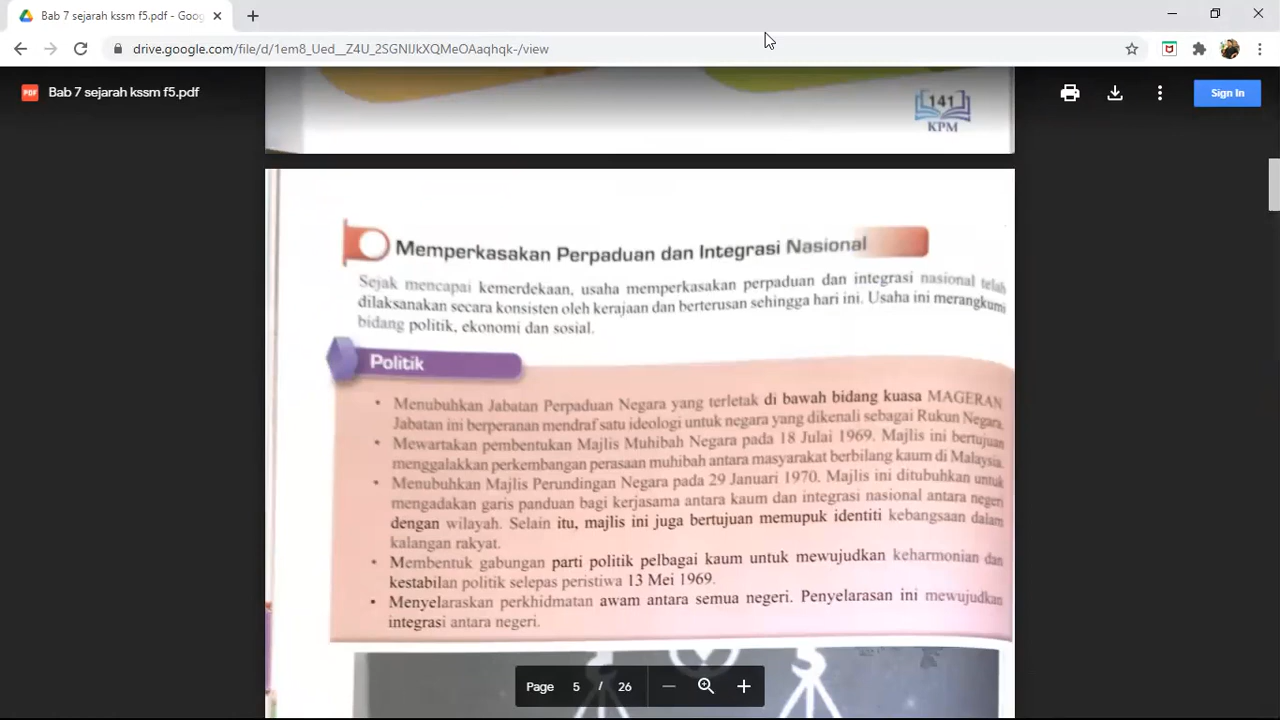 Bab 7 sejarah kssm f5.pdf - Goog
drive.google.com/file/d/1em8_Ued__Z4U_2SGNIJkXQMeOAaqhqk-/view
PDF
Bab 7 sejarah kssm f5.pdf
Sign In
141
KPM
Memperkasakan Perpaduan dan Integrasi Nasional
Sejak mencapai kemerdekaan, usaha memperkasakan perpaduan dan integrasi nasional telah
dilaksanakan secara konsisten oleh kerajaan dan berterusan sehingga hari ini. Usaha ini merangkumi
bidang politik, ekonomi dan sosial.
Politik
• Menubuhkan Jabatan Perpaduan Negara yang terletak di bawah bidang kuasa MAGERAN
Jabatan ini berperanan mendraf satu ideologi untuk negara yang dikenali sebagai Rukun Negara.
• Mewartakan pembentukan Majlis Muhibah Negara pada 18 Julai 1969. Majlis ini bertujuan
menggalakkan perkembangan perasaan muhibah antara masyarakat berbilang kaum di Malaysia.
• Menubuhkan Majlis Perundingan Negara pada 29 Januari 1970. Majlis ini ditubuhkan untuk
mengadakan garis panduan bagi kerjasama antara kaum dan integrasi nasional antara negeri
dengan wilayah. Selain itu, majlis ini juga bertujuan memupuk identiti kebangsaan dalam
kalangan rakyat.
• Membentuk gabungan parti politik pelbagai kaum untuk mewujudkan keharmonian dan
kestabilan politik selepas peristiwa 13 Mei 1969.
• Menyelaraskan perkhidmatan awam antara semua negeri. Penyelarasan ini mewujudkan
integrasi antara negeri.
Page 5 / 26